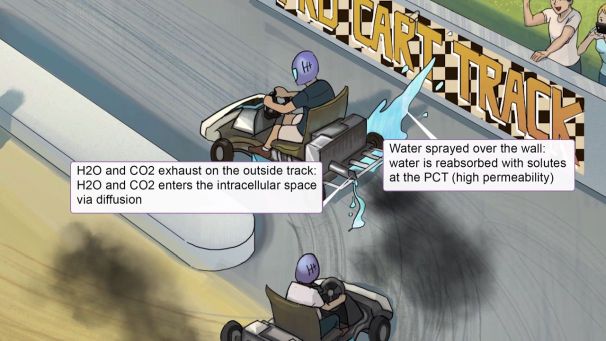 RD CART TRACK
H+
Water sprayed over the wall:
water is reabsorbed with solutes
at the PCT (high permeability)
H2O and CO2 exhaust on the outside track:
H2O and CO2 enters the intracellular space
via diffusion
H+